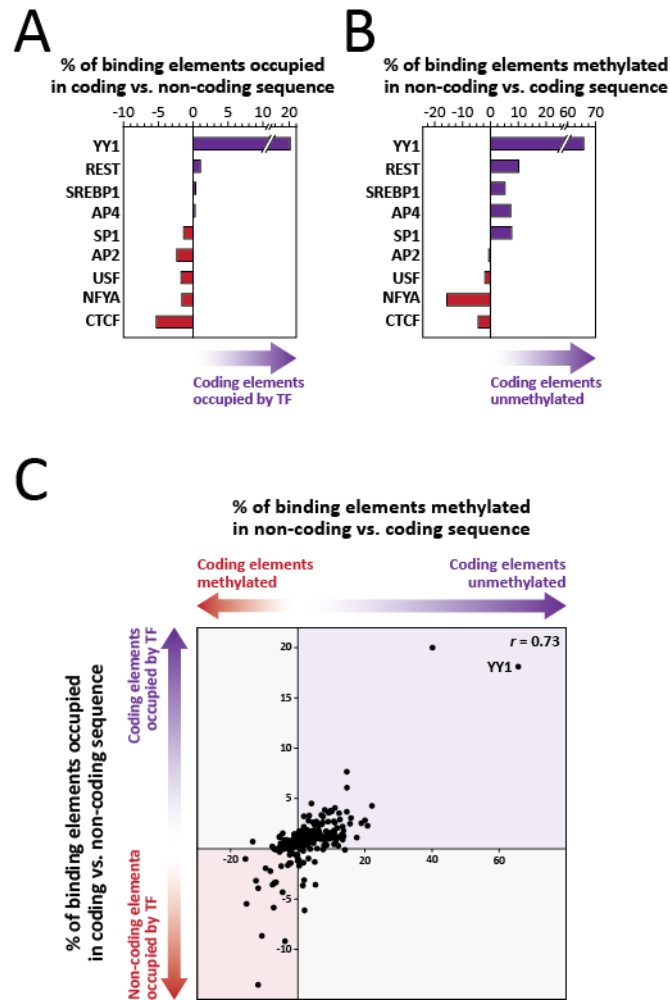 A
% of binding elements occupied
in coding vs. non-coding sequence
-10 -5 0 5 10 20
YY1
REST
SREBP1
AP4
SP1
AP2
USF
NFYA
CTCF
Coding elements
occupied by TF
B
% of binding elements methylated
in non-coding vs. coding sequence
-20 -10 0 10 20 60 70
YY1
REST
SREBP1
AP4
SP1
AP2
USF
NFYA
CTCF
Coding elements
unmethylated
C
% of binding elements methylated
in non-coding vs. coding sequence
Coding elements
methylated
Coding elements
unmethylated
% of binding elements occupied
in coding vs. non-coding sequence
Coding elements
occupied by TF
Non-coding elementa
occupied by TF
r = 0.73
YY1
20
15
10
5
-20 20 40 60
-5
-10